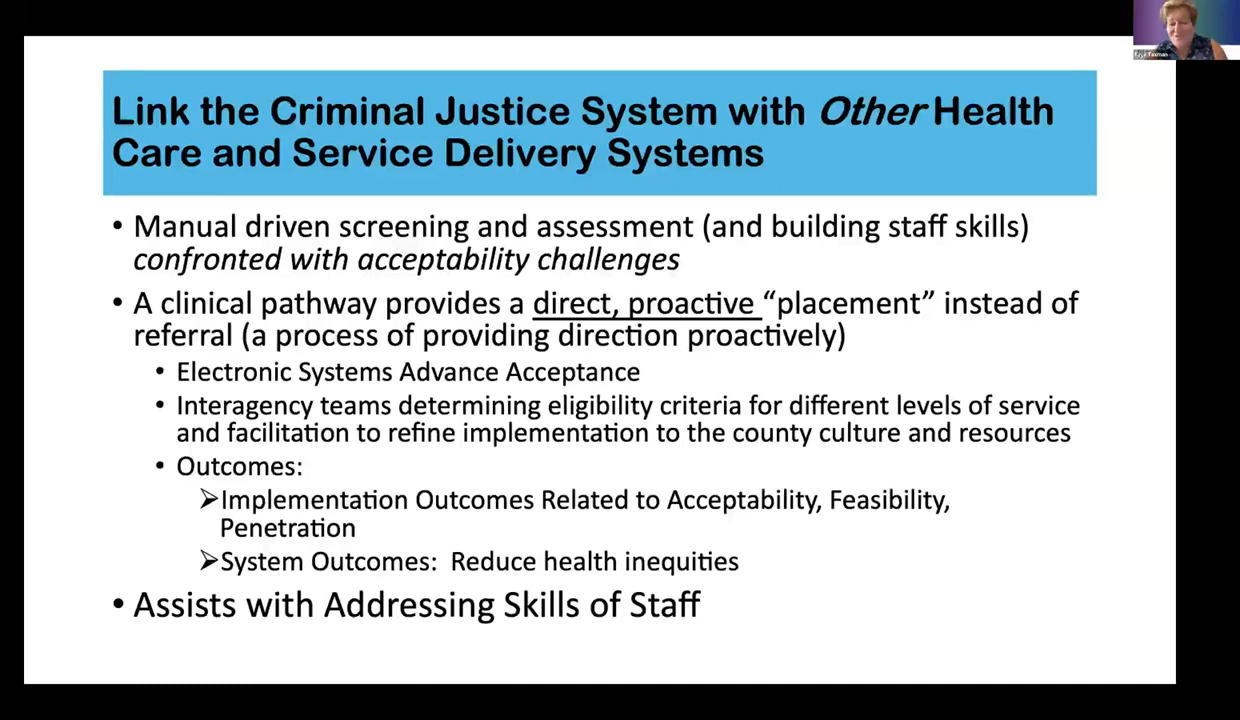 Link the Criminal Justice System with Other Health
Care and Service Delivery Systems
• Manual driven screening and assessment (and building staff skills)
confronted with acceptability challenges
• A clinical pathway provides a direct, proactive “placement” instead of
referral (a process of providing direction proactively)
• Electronic Systems Advance Acceptance
• Interagency teams determining eligibility criteria for different levels of service
and facilitation to refine implementation to the county culture and resources
• Outcomes:
➢Implementation Outcomes Related to Acceptability, Feasibility,
Penetration
➢System Outcomes: Reduce health inequities
• Assists with Addressing Skills of Staff
Faye Taxman